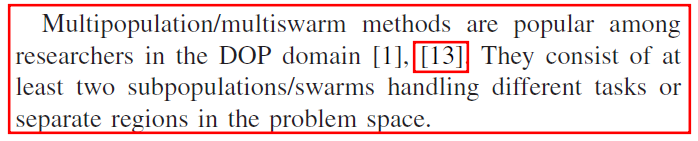 Multipopulation/multiswarm methods are popular among
researchers in the DOP domain [1], [13]. They consist of at
least two subpopulations/swarms handling different tasks or
separate regions in the problem space.